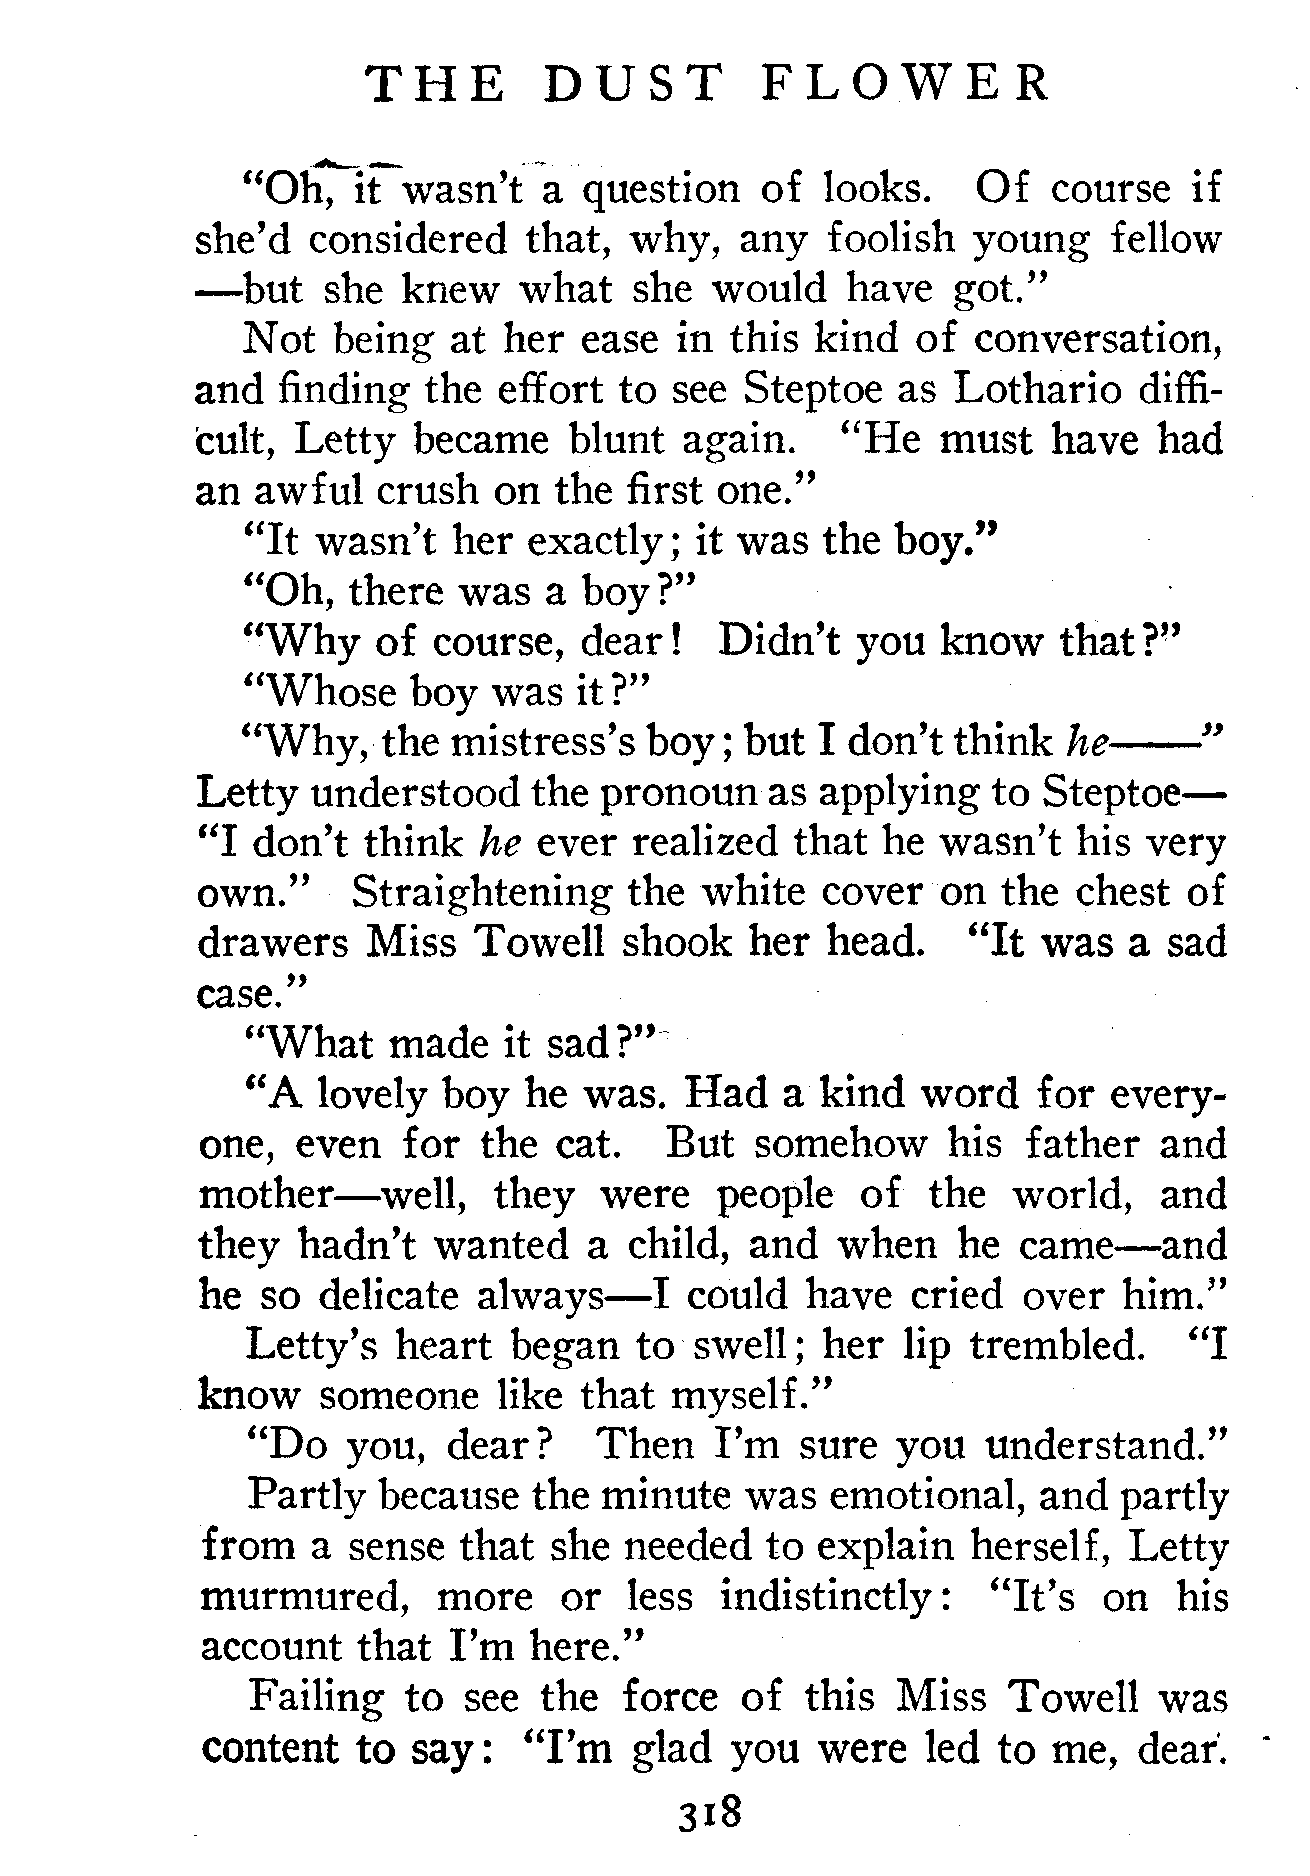 THE DUST FLOWER
“Oh, it wasn’t a question of looks. Of course if
she’d considered that, why, any foolish young fellow
—but she knew what she would have got.”
Not being at her ease in this kind of conversation,
and finding the effort to see Steptoe as Lothario diffi-
cult, Letty became blunt again. “He must have had
an awful crush on the first one.”
“It wasn’t her exactly; it was the boy.”
“Oh, there was a boy?”
“Why of course, dear! Didn’t you know that?”
“Whose boy was it?”
“Why, the mistress’s boy; but I don’t think he——”
Letty understood the pronoun as applying to Steptoe—
“I don’t think he ever realized that he wasn’t his very
own.” Straightening the white cover on the chest of
drawers Miss Towell shook her head. “It was a sad
case.”
“What made it sad?”
“A lovely boy he was. Had a kind word for every-
one, even for the cat. But somehow his father and
mother—well, they were people of the world, and
they hadn’t wanted a child, and when he came—and
he so delicate always—I could have cried over him.”
Letty’s heart began to swell; her lip trembled. “I
know someone like that myself.”
“Do you, dear? Then I’m sure you understand.”
Partly because the minute was emotional, and partly
from a sense that she needed to explain herself, Letty
murmured, more or less indistinctly: “It’s on his
account that I’m here.”
Failing to see the force of this Miss Towell was
content to say: “I’m glad you were led to me, dear.
318